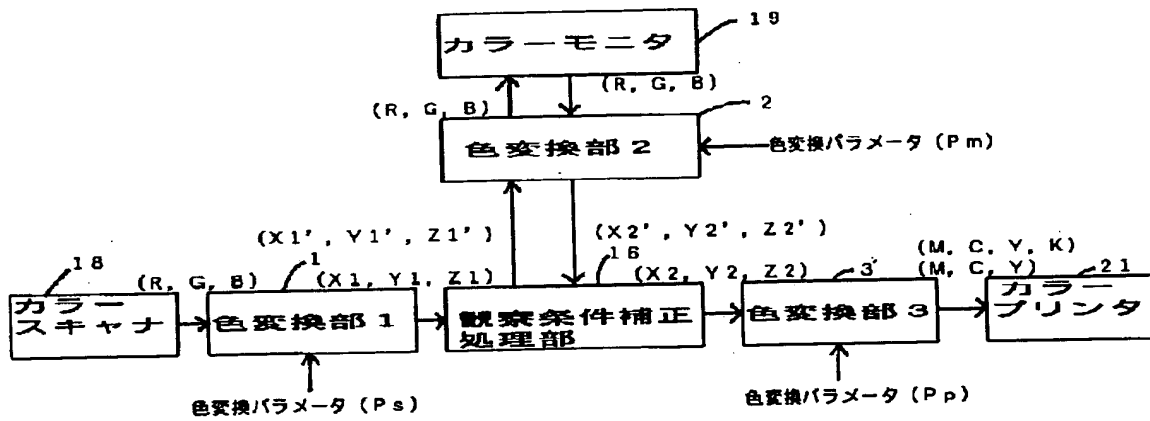 19
カラーモニタ
(R, G, B)
(R, G, B)
2
色変換部2
色変換パラメータ(Pm)
(X1', Y1', Z1')
(X2', Y2', Z2')
(M, C, Y, K)
18
(R, G, B)
1
(X1, Y1, Z1)
16
(X2, Y2, Z2)
3
(M, C, Y)
21
カラー
スキャナ
色変換部1
観察条件補正
処理部
色変換部3
カラー
プリンタ
色変換パラメータ(Ps)
色変換パラメータ(Pp)